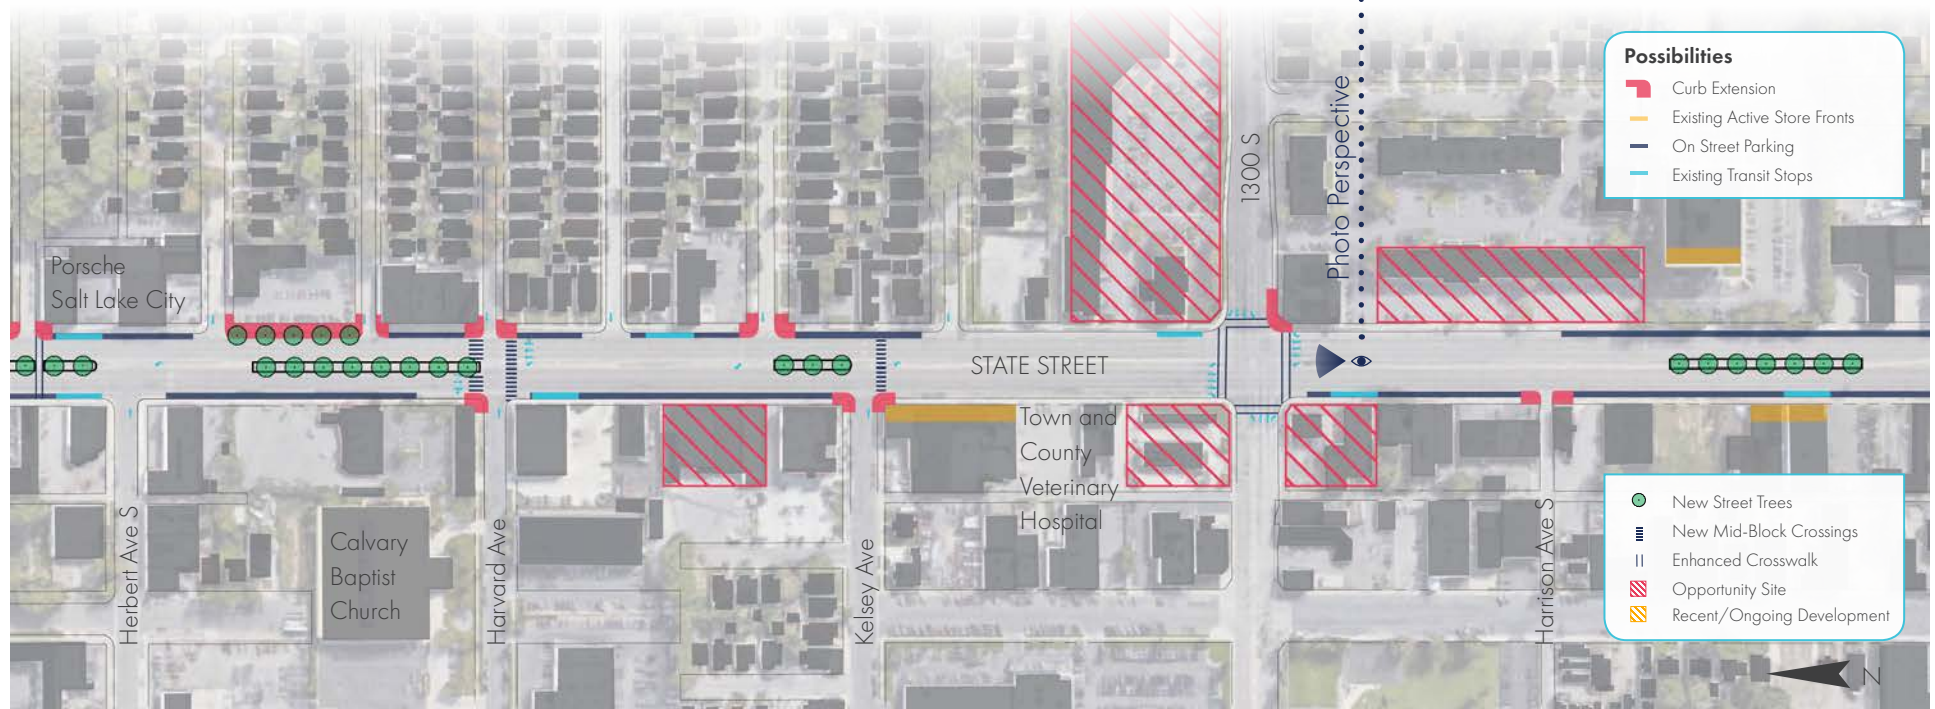 Possibilities
Curb Extension
Existing Active Store Fronts
On Street Parking
Existing Transit Stops
1300 S
Photo Perspective
Porsche
Salt Lake City
STATE STREET
Town and
County
Veterinary
Hospital
Calvary
Baptist
Church
Herbert Ave S
Harvard Ave
Kelsey Ave
Harrison Ave S
New Street Trees
New Mid-Block Crossings
Enhanced Crosswalk
Opportunity Site
Recent/Ongoing Development
N